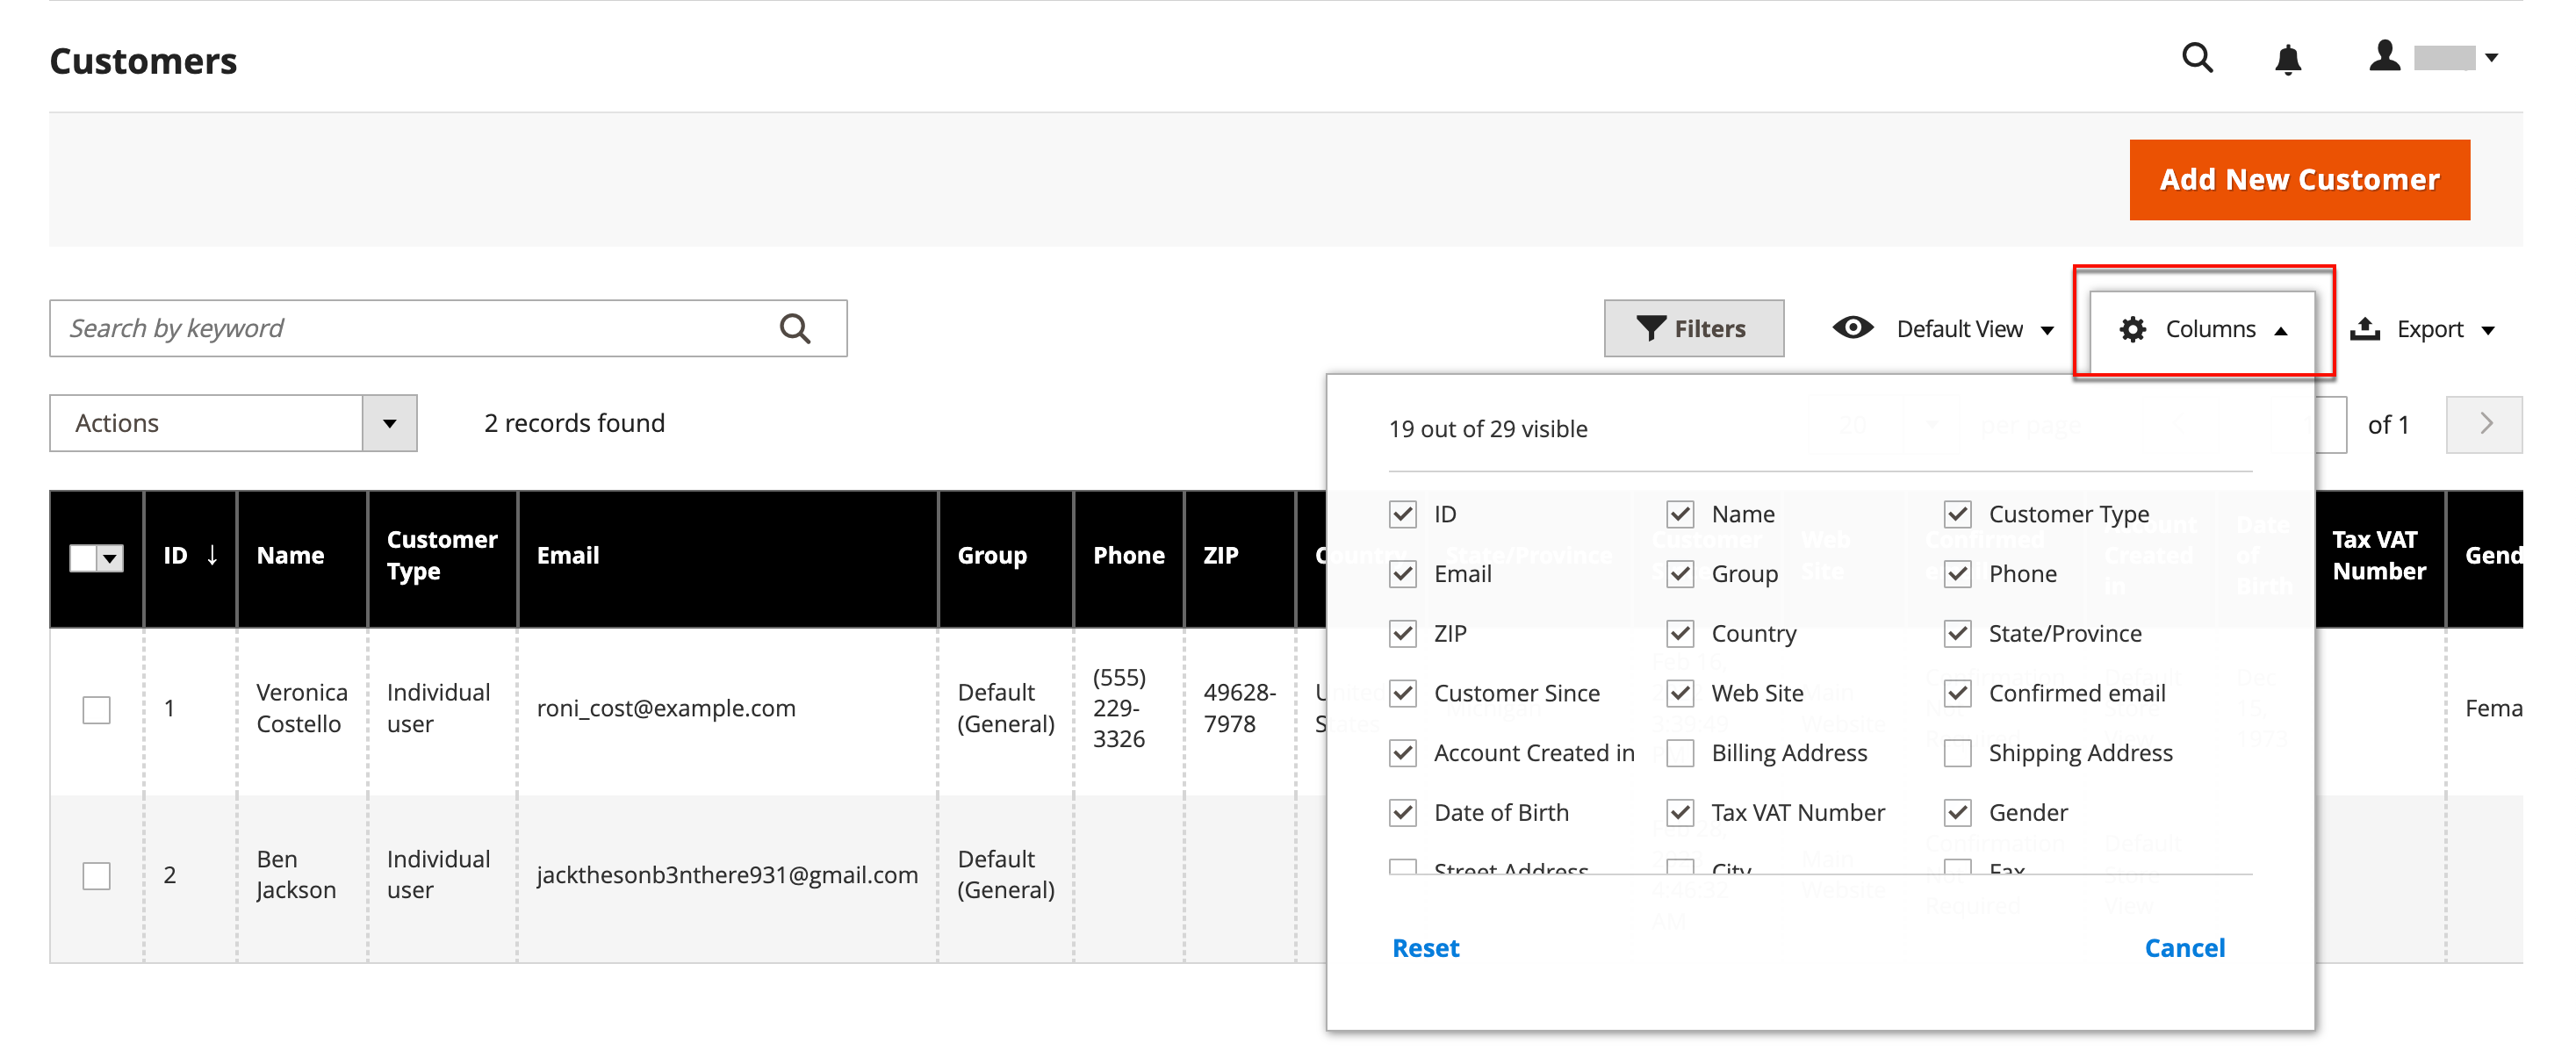 Customers
Add New Customer
Search by keyword
Filters
Default View
Columns
Export
Actions
2 records found
19 out of 29 visible
20
per page
of 1
ID
Name
Customer Type
Email
Group
Phone
ZIP
Country
State/Province
Customer Since
Web Site
Confirmed email
Account Created in
Billing Address
Shipping Address
Date of Birth
Tax VAT Number
Gender
Street Address
City
Fax
Reset
Cancel
ID
Name
Customer
Type
Email
Group
Phone
ZIP
Tax VAT
Number
Gend
1
Veronica
Costello
Individual
user
roni_cost@example.com
Default
(General)
(555)
229-
3326
49628-
7978
United
States
Fema
2
Ben
Jackson
Individual
user
jackthesonb3nthere931@gmail.com
Default
(General)